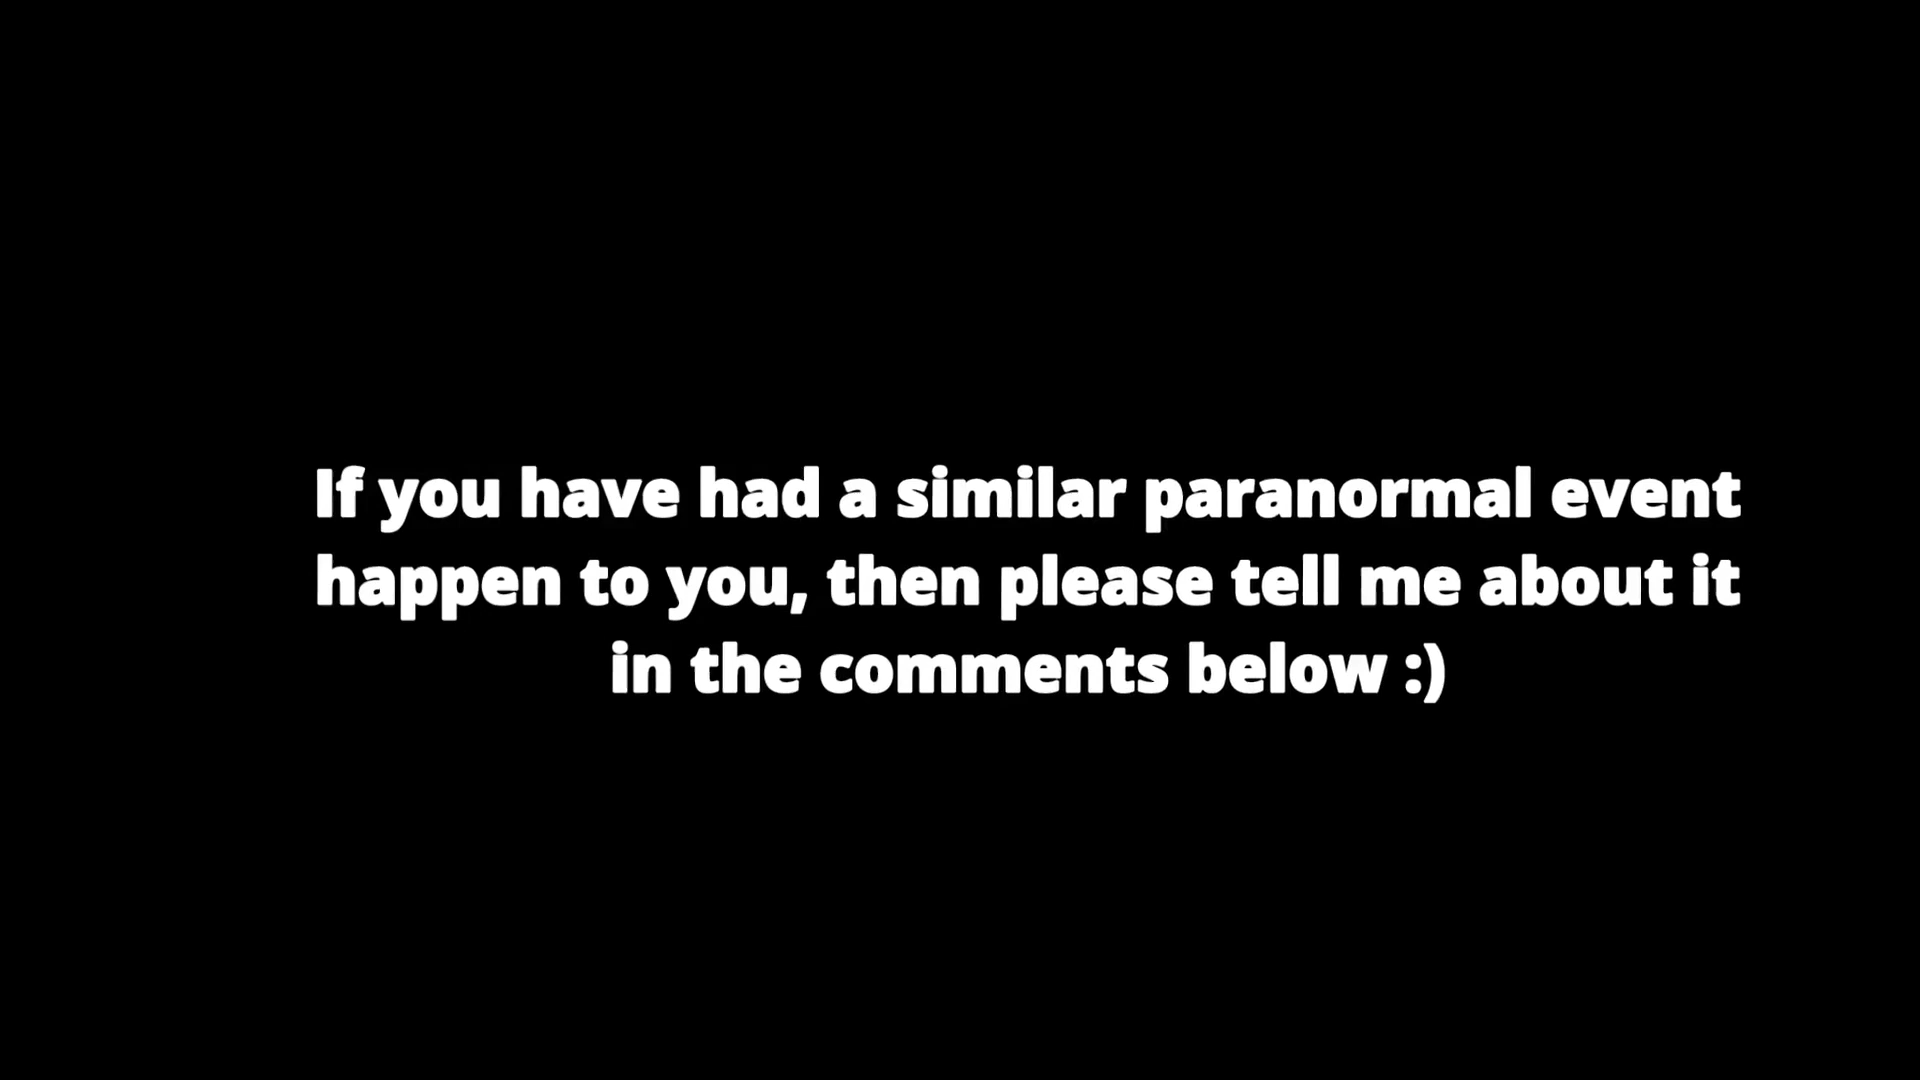 If you have had a similar paranormal event
happen to you, then please tell me about it
in the comments below :)